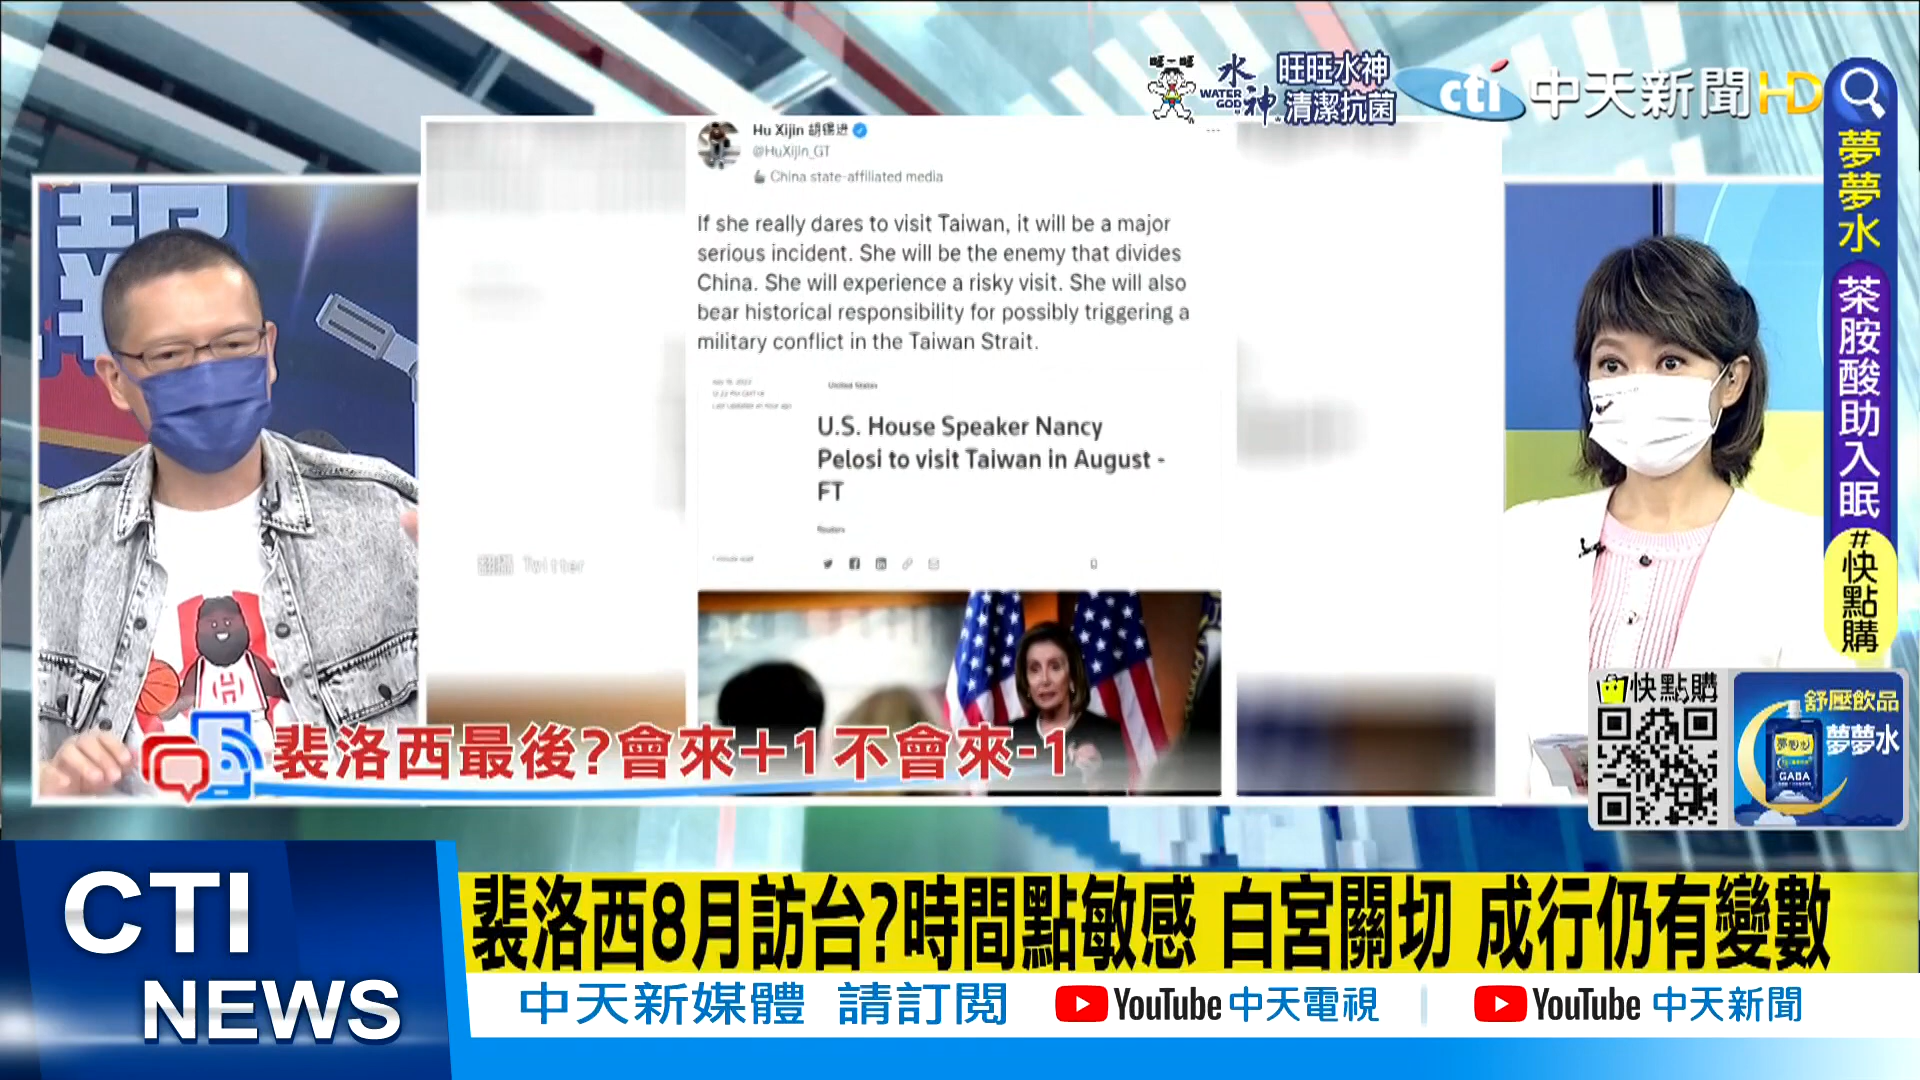 旺一旺
水神
WATER GOD
旺旺水神
清潔抗菌
cti 中天新聞HD
夢夢水
茶胺酸助入眠
#快點購
Hu Xijin 胡锡进
@HuXijin_GT
China state-affiliated media
If she really dares to visit Taiwan, it will be a major
serious incident. She will be the enemy that divides
China. She will experience a risky visit. She will also
bear historical responsibility for possibly triggering a
military conflict in the Taiwan Strait.
United States
U.S. House Speaker Nancy
Pelosi to visit Taiwan in August -
FT
Reuters
Twitter
裴洛西最後?會來+1 不會來-1
快點購
舒壓飲品
夢夢水
GABA
CTI
NEWS
裴洛西8月訪台?時間點敏感 白宮關切 成行仍有變數
中天新媒體 請訂閱 YouTube 中天電視 | YouTube 中天新聞